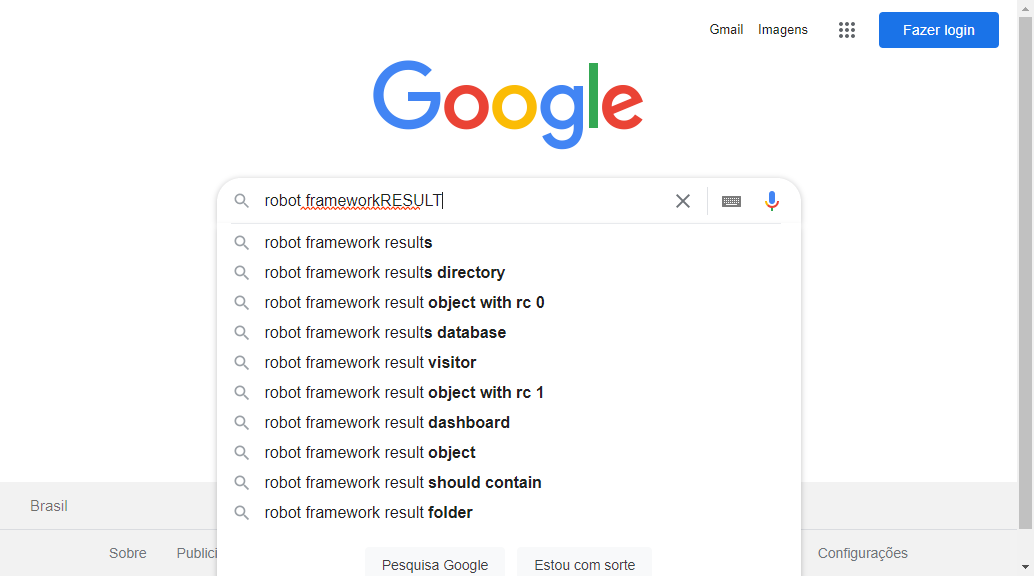 Gmail Imagens Fazer login
Google
robot frameworkRESULT
robot framework results
robot framework results directory
robot framework result object with rc 0
robot framework results database
robot framework result visitor
robot framework result object with rc 1
robot framework result dashboard
robot framework result object
robot framework result should contain
robot framework result folder
Brasil
Sobre Publici Configurações
Pesquisa Google Estou com sorte